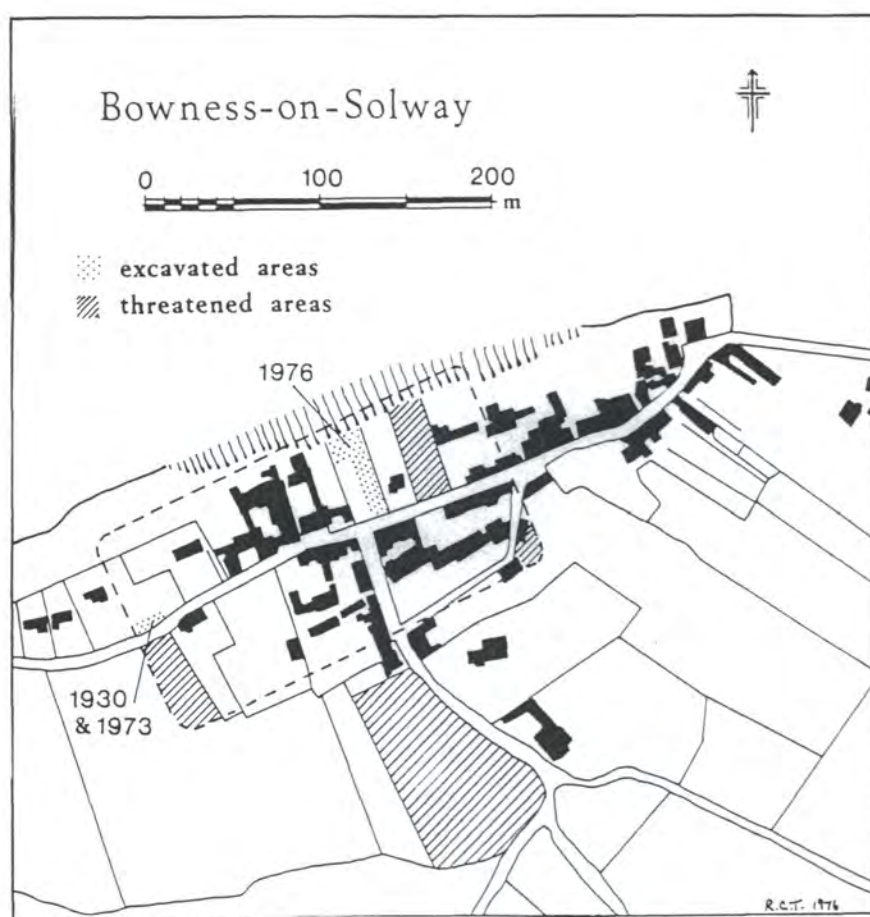 Bowness-on-Solway
0 100 200
m
excavated areas
threatened areas
1976
1930
& 1973
R.C.T. 1976